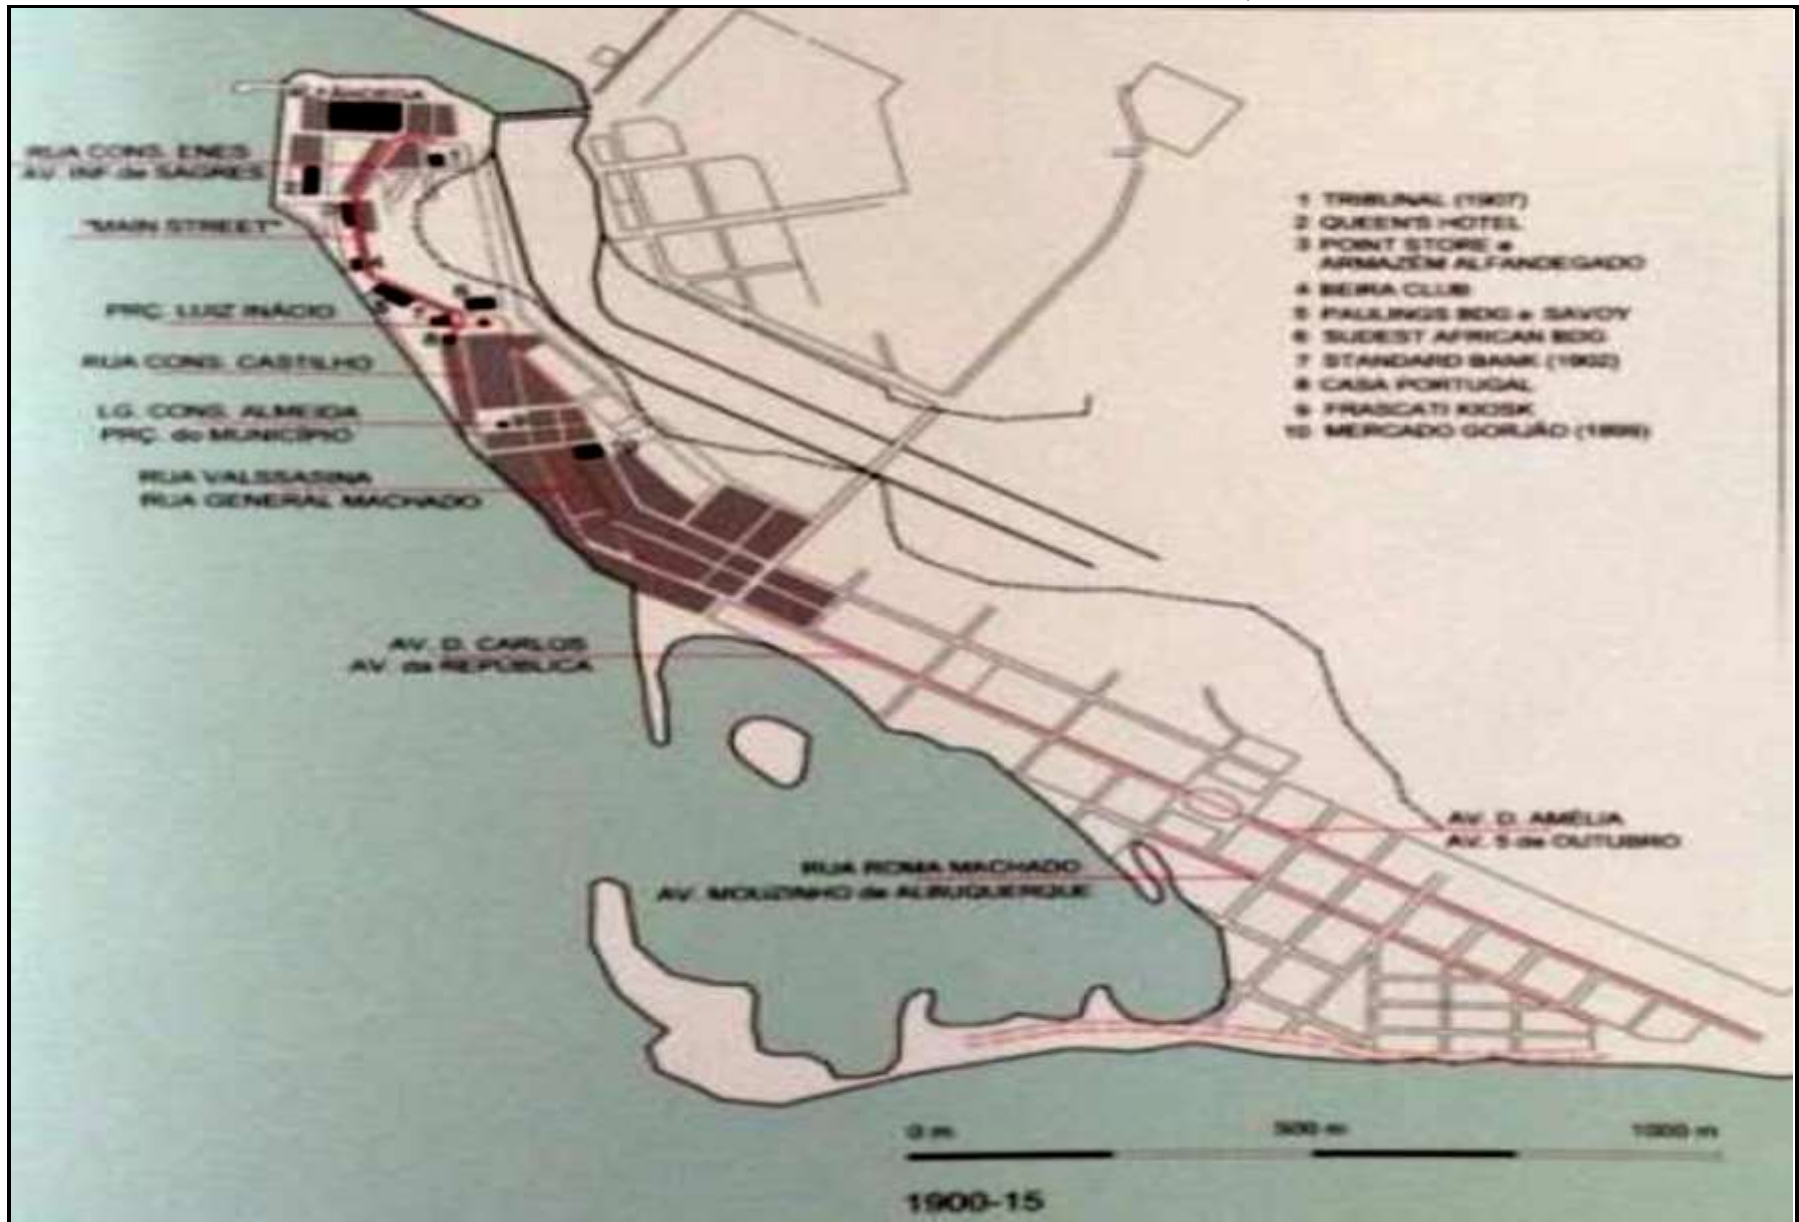 ALFÂNDEGA
RUA CONS. ENES
AV. INF. de SAGRES
"MAIN STREET"
PRÇ. LUIZ INÁCIO
RUA CONS. CASTILHO
LG. CONS. ALMEIDA
PRÇ. do MUNICÍPIO
RUA VALSSASINA
RUA GENERAL MACHADO
AV. D. CARLOS
AV. da REPÚBLICA
RUA ROMA MACHADO
AV. MOUZINHO de ALBUQUERQUE
AV. D. AMÉLIA
AV. 5 de OUTUBRO
1 TRIBUNAL (1907)
2 QUEEN'S HOTEL
3 POINT STORE e
ARMAZÉM ALFANDEGADO
4 BEIRA CLUB
5 PAULINGS BDG e SAVOY
6 SUDEST AFRICAN BDG
7 STANDARD BANK (1902)
8 CASA PORTUGAL
9 FRASCATI KIOSK
10 MERCADO GORJÃO (1899)
0 m
500 m
1000 m
1900-15